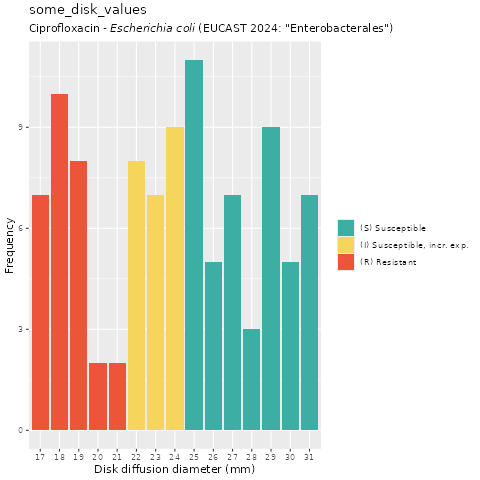 some_disk_values
Ciprofloxacin - Escherichia coli (EUCAST 2024: "Enterobacterales")
9
6
3
0
Frequency
17 18 19 20 21 22 23 24 25 26 27 28 29 30 31
Disk diffusion diameter (mm)
(S) Susceptible
(I) Susceptible, incr. exp.
(R) Resistant